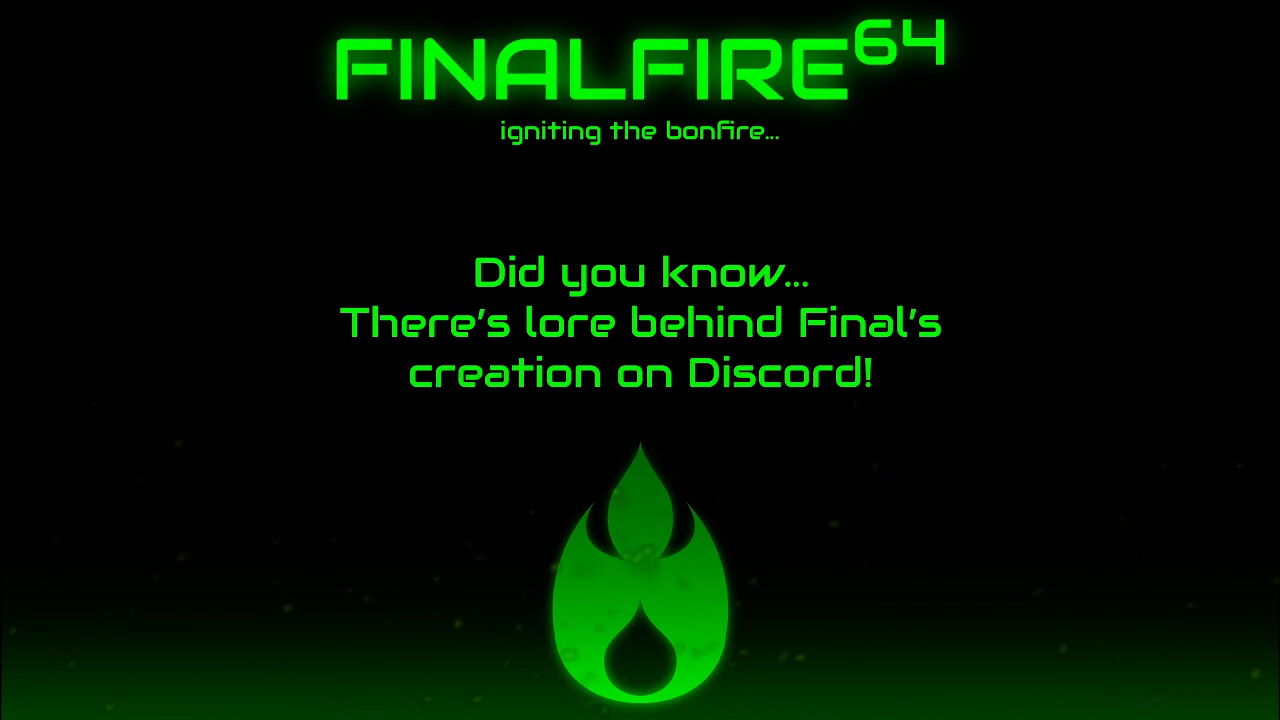 FINALFIRE64
igniting the bonfire...
Did you know...
There's lore behind Final's
creation on Discord!